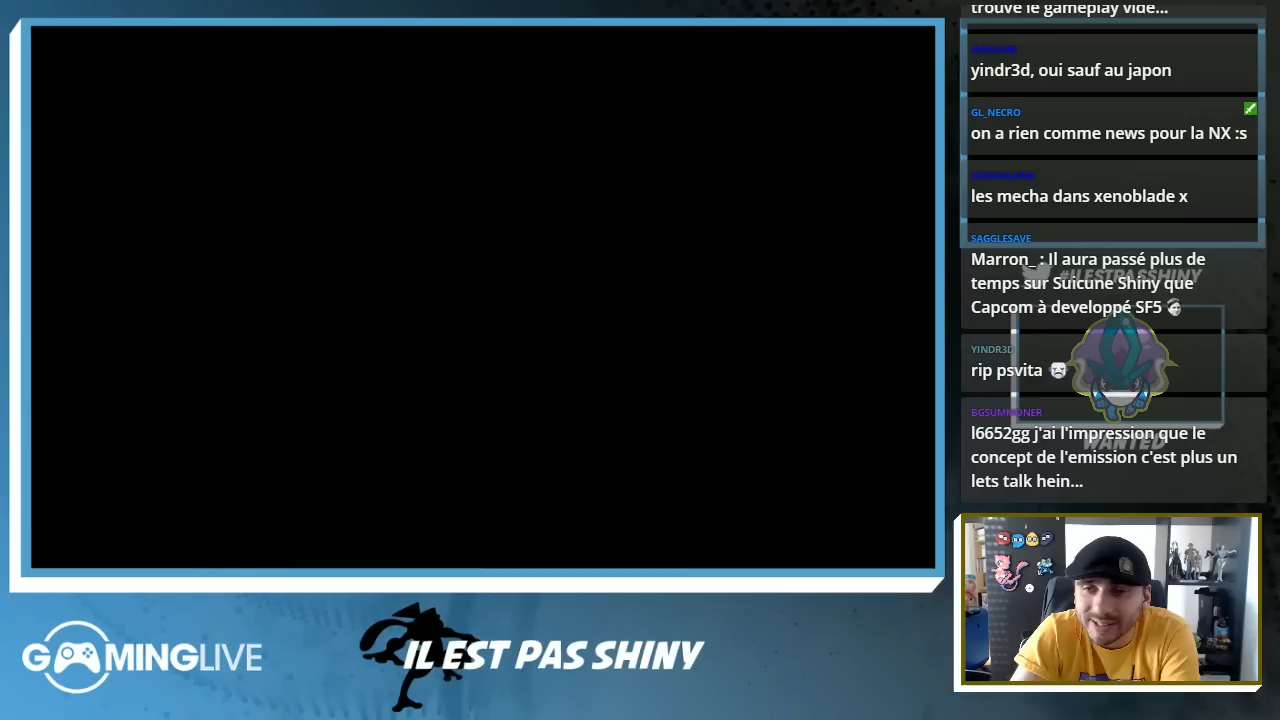 trouve le gameplay vide...
yindr3d, oui sauf au japon
GL_NECRO
on a rien comme news pour la NX :s
les mecha dans xenoblade x
SAGGLESAVE
Marron_ : Il aura passé plus de
temps sur Suicune Shiny que
Capcom à developpé SF5
#ILESTPASSHINY
YINDR3D
rip psvita
BGSUMMONER
l6652gg j'ai l'impression que le
concept de l'emission c'est plus un
lets talk hein...
WANTED
GAMINGLIVE
IL EST PAS SHINY